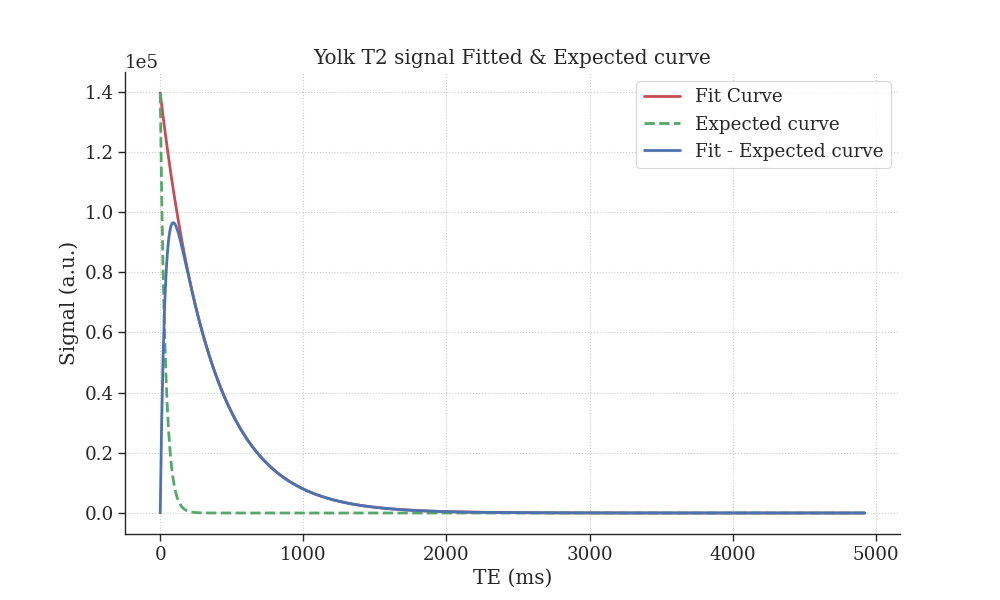 Yolk T2 signal Fitted & Expected curve
1e5
Fit Curve
Expected curve
Fit - Expected curve
Signal (a.u.)
1.4
1.2
1.0
0.8
0.6
0.4
0.2
0.0
0 1000 2000 3000 4000 5000
TE (ms)